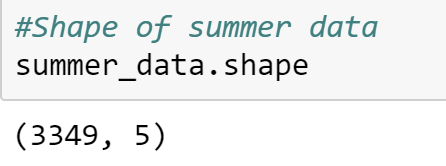 #Shape of summer data
summer_data.shape
(3349, 5)